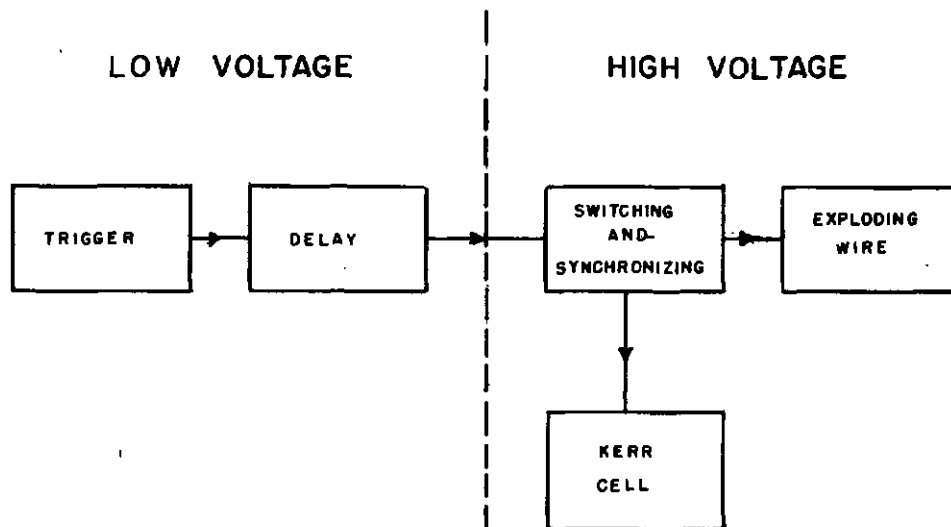 LOW VOLTAGE
HIGH VOLTAGE
TRIGGER
DELAY
SWITCHING
AND-
SYNCHRONIZING
EXPLODING
WIRE
KERR
CELL